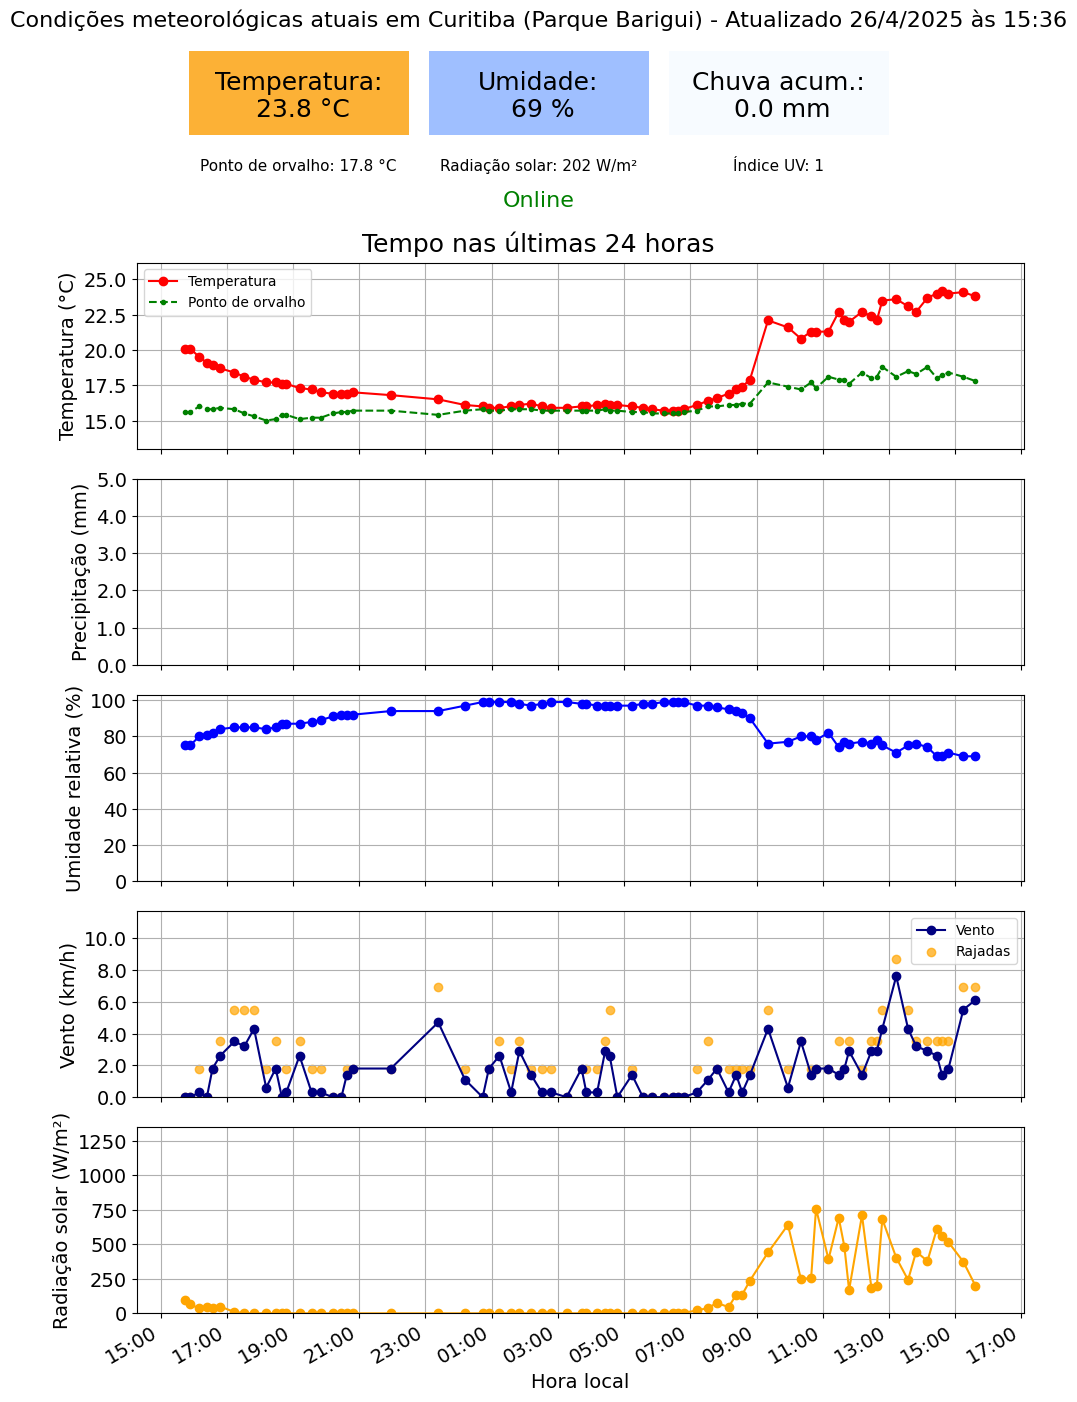 Condições meteorológicas atuais em Curitiba (Parque Barigui) - Atualizado 26/4/2025 às 15:36
Temperatura:
23.8 °C
Umidade:
69 %
Chuva acum.:
0.0 mm
Ponto de orvalho: 17.8 °C
Radiação solar: 202 W/m²
Índice UV: 1
Online
Tempo nas últimas 24 horas
Temperatura (°C)
25.0
22.5
20.0
17.5
15.0
Temperatura
Ponto de orvalho
Precipitação (mm)
5.0
4.0
3.0
2.0
1.0
0.0
Umidade relativa (%)
100
80
60
40
20
0
Vento (km/h)
10.0
8.0
6.0
4.0
2.0
0.0
Vento
Rajadas
Radiação solar (W/m²)
1250
1000
750
500
250
0
15:00
17:00
19:00
21:00
23:00
01:00
03:00
05:00
07:00
09:00
11:00
13:00
15:00
17:00
Hora local